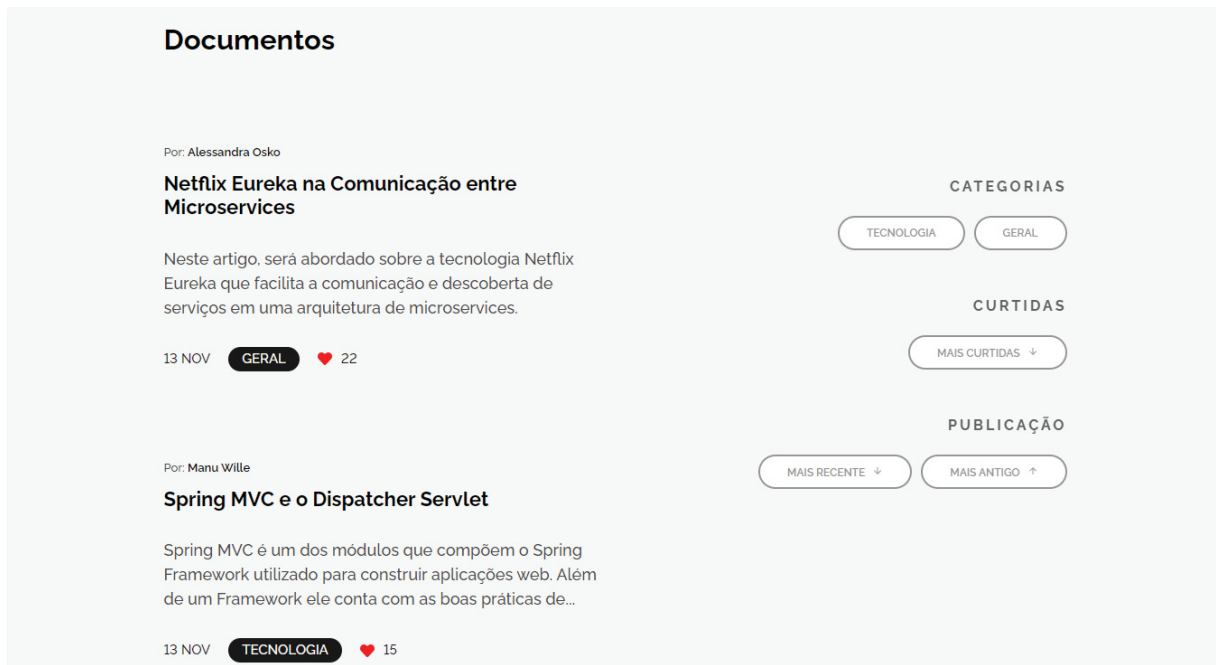 Documentos
Por: Alessandra Osko
Netflix Eureka na Comunicação entre
Microservices
Neste artigo, será abordado sobre a tecnologia Netflix
Eureka que facilita a comunicação e descoberta de
serviços em uma arquitetura de microservices.
13 NOV GERAL 22
Por: Manu Wille
Spring MVC e o Dispatcher Servlet
Spring MVC é um dos módulos que compõem o Spring
Framework utilizado para construir aplicações web. Além
de um Framework ele conta com as boas práticas de...
13 NOV TECNOLOGIA 15
CATEGORIAS
TECNOLOGIA GERAL
CURTIDAS
MAIS CURTIDAS ↓
PUBLICAÇÃO
MAIS RECENTE ↓ MAIS ANTIGO ↑